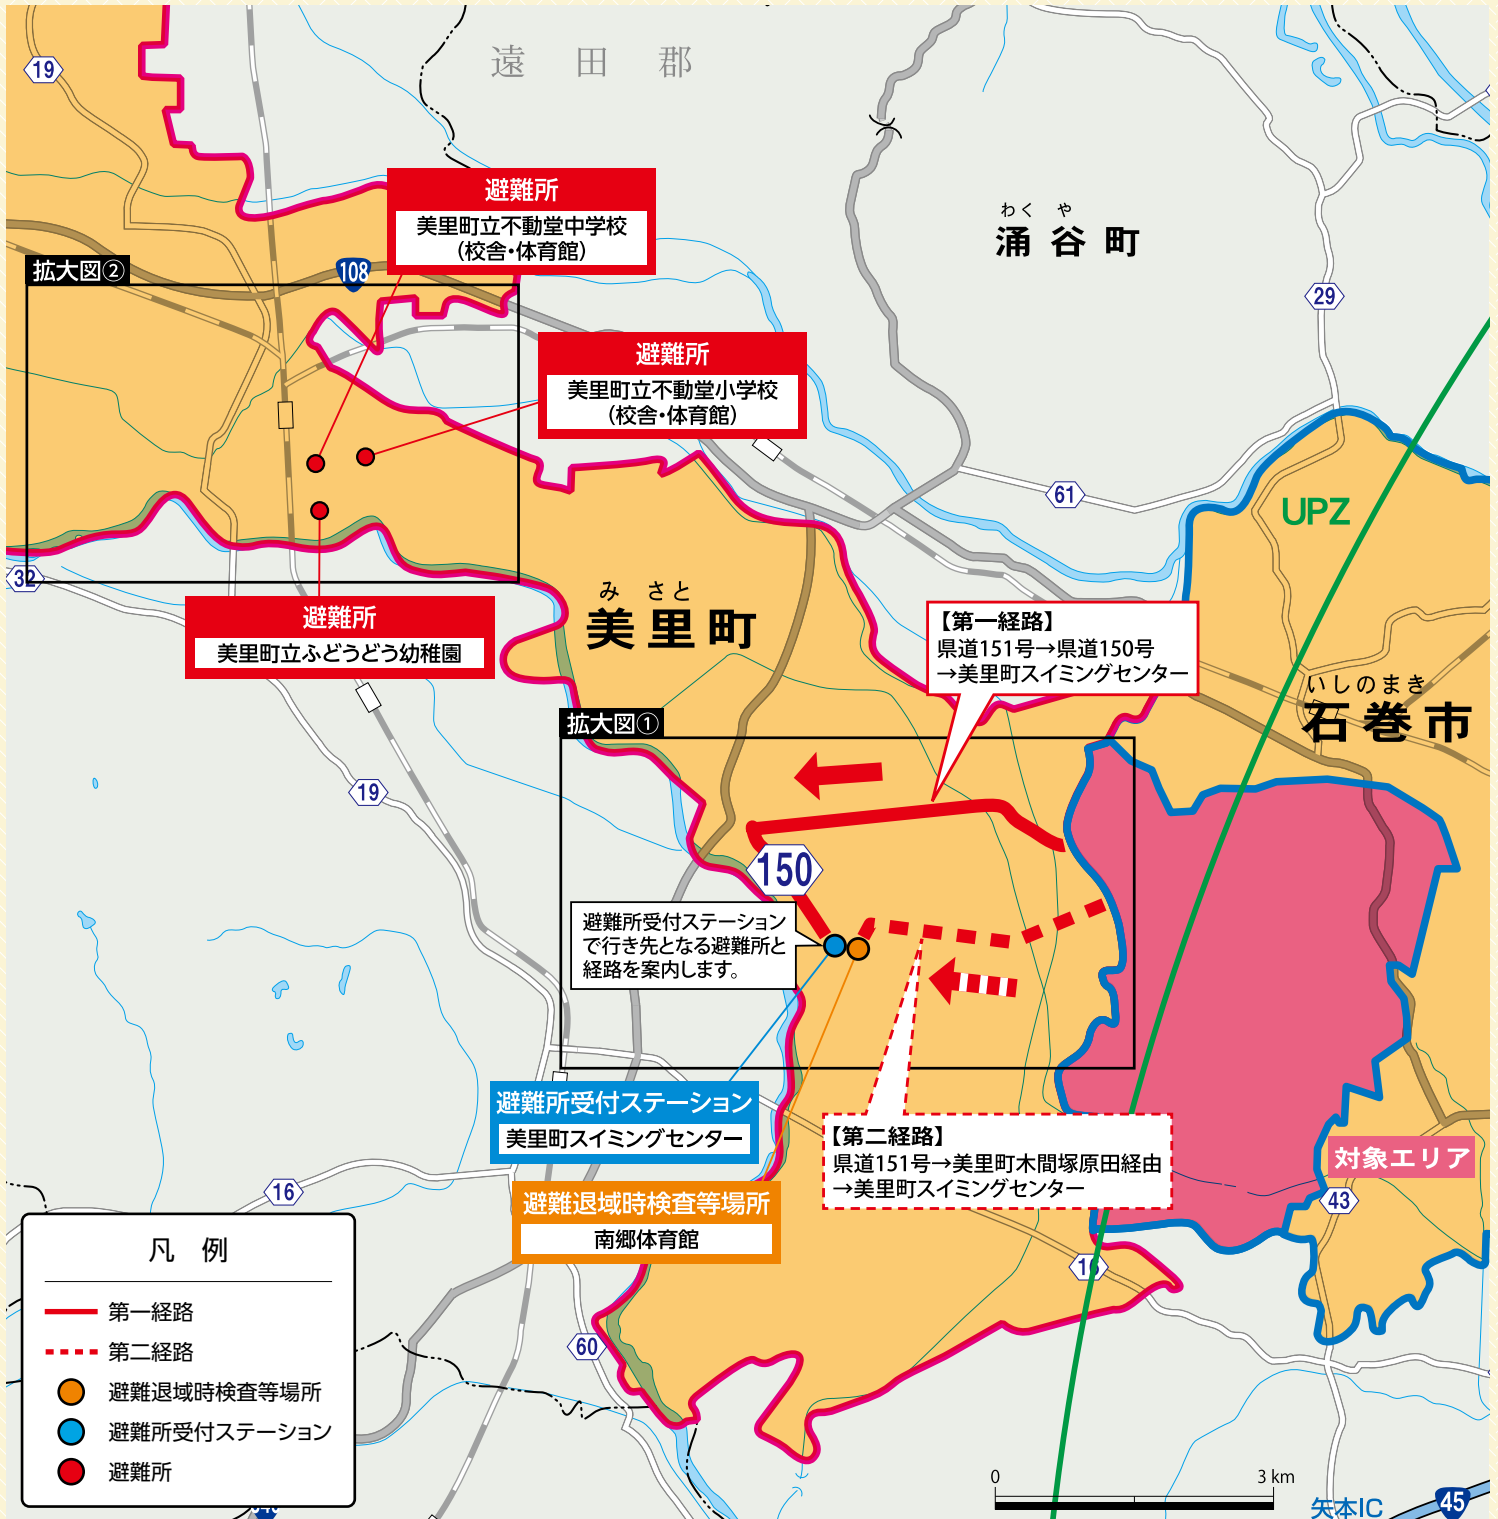 19
遠田郡
避難所
美里町立不動堂中学校
(校舎・体育館)
わくや
涌谷町
拡大図②
108
29
避難所
美里町立不動堂小学校
(校舎・体育館)
61
UPZ
32
みさと
美里町
避難所
美里町立ふどうどう幼稚園
【第一経路】
県道151号→県道150号
→美里町スイミングセンター
いしのまき
石巻市
拡大図①
19
150
避難所受付ステーション
で行き先となる避難所と
経路を案内します。
避難所受付ステーション
美里町スイミングセンター
【第二経路】
県道151号→美里町木間塚原田経由
→美里町スイミングセンター
対象エリア
16
避難退域時検査等場所
南郷体育館
43
16
凡例
第一経路
第二経路
避難退域時検査等場所
避難所受付ステーション
避難所
60
0
3 km
矢本IC
45